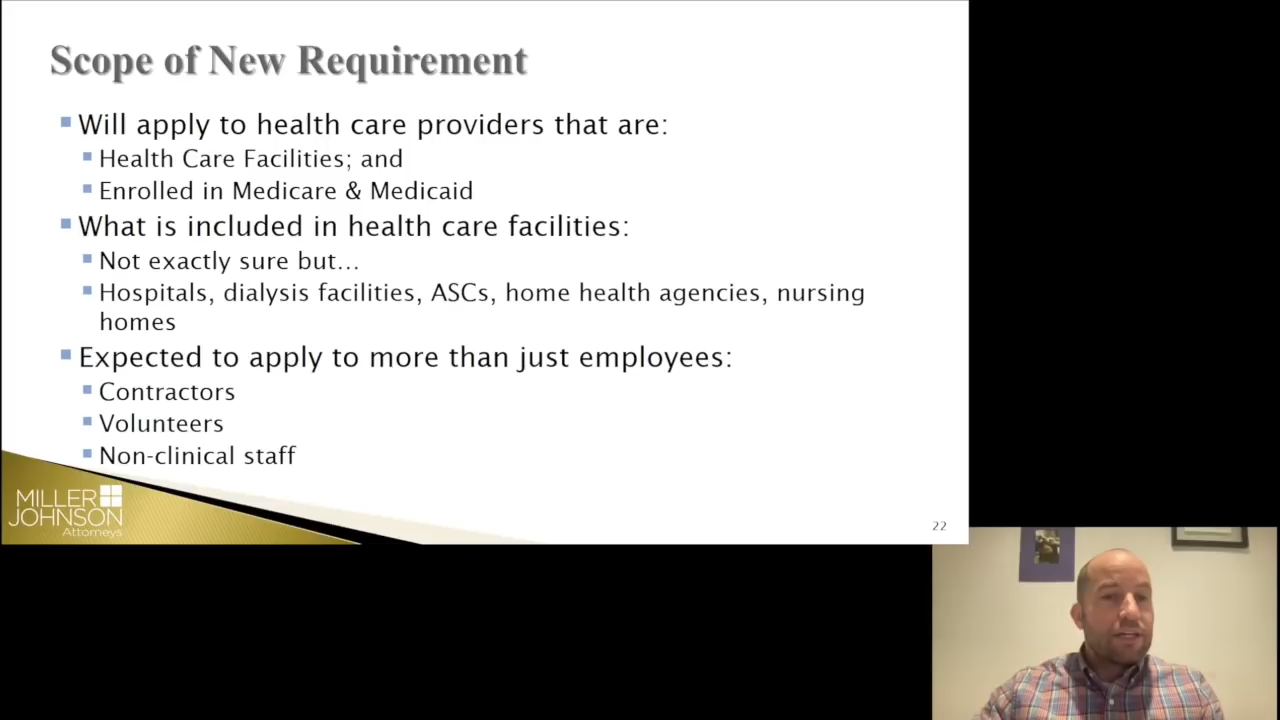 Scope of New Requirement
Will apply to health care providers that are:
Health Care Facilities; and
Enrolled in Medicare & Medicaid
What is included in health care facilities:
Not exactly sure but…
Hospitals, dialysis facilities, ASCs, home health agencies, nursing
homes
Expected to apply to more than just employees:
Contractors
Volunteers
Non-clinical staff
MILLER
JOHNSON
Attorneys
22